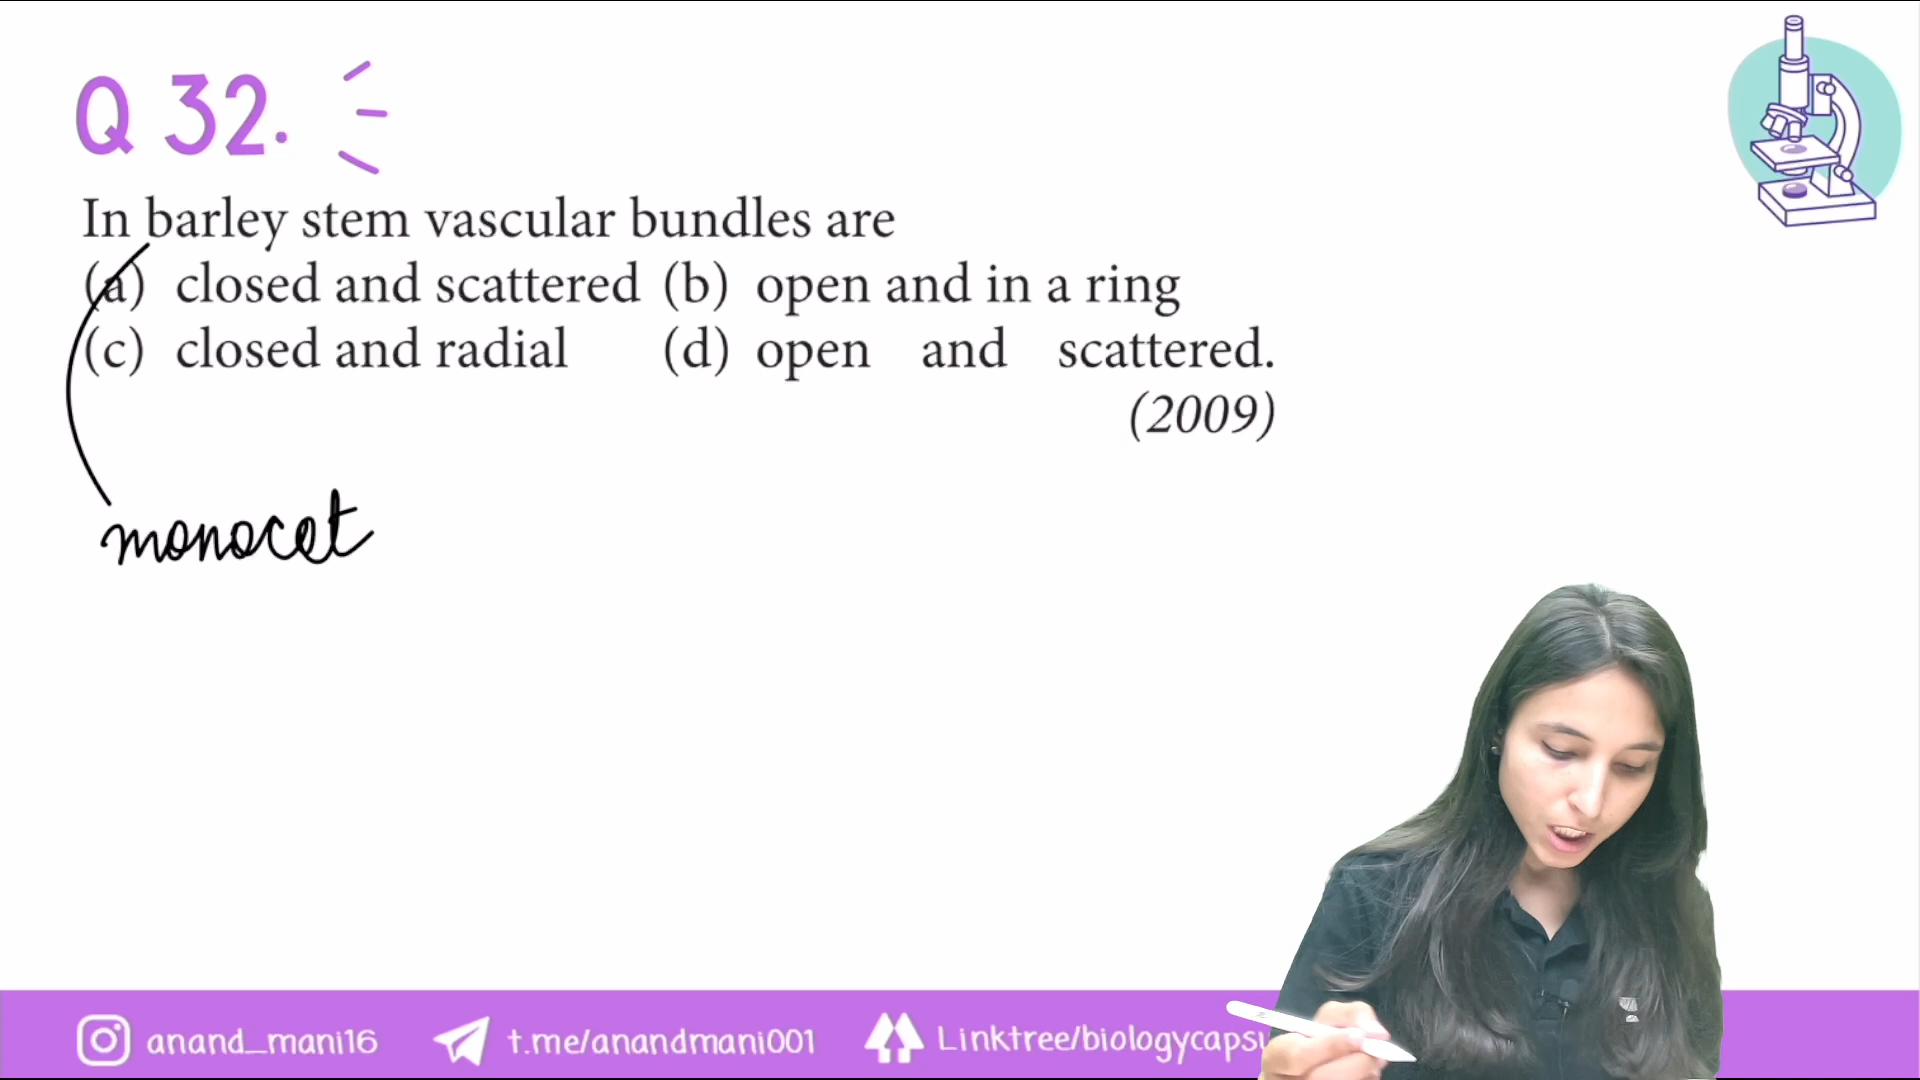 Q 32.
In barley stem vascular bundles are
(a) closed and scattered (b) open and in a ring
(c) closed and radial (d) open and scattered.
(2009)
monocot
anand_mani16 t.me/anandmani001 Linktree/biologycaps